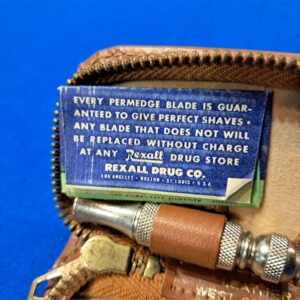 EVERY PERMEDGE BLADE IS GUAR-
ANTEED TO GIVE PERFECT SHAVES •
ANY BLADE THAT DOES NOT WILL
BE REPLACED WITHOUT CHARGE
AT ANY Rexall DRUG STORE
REXALL DRUG CO.
LOS ANGELES • BOSTON • ST. LOUIS • U.S.A.